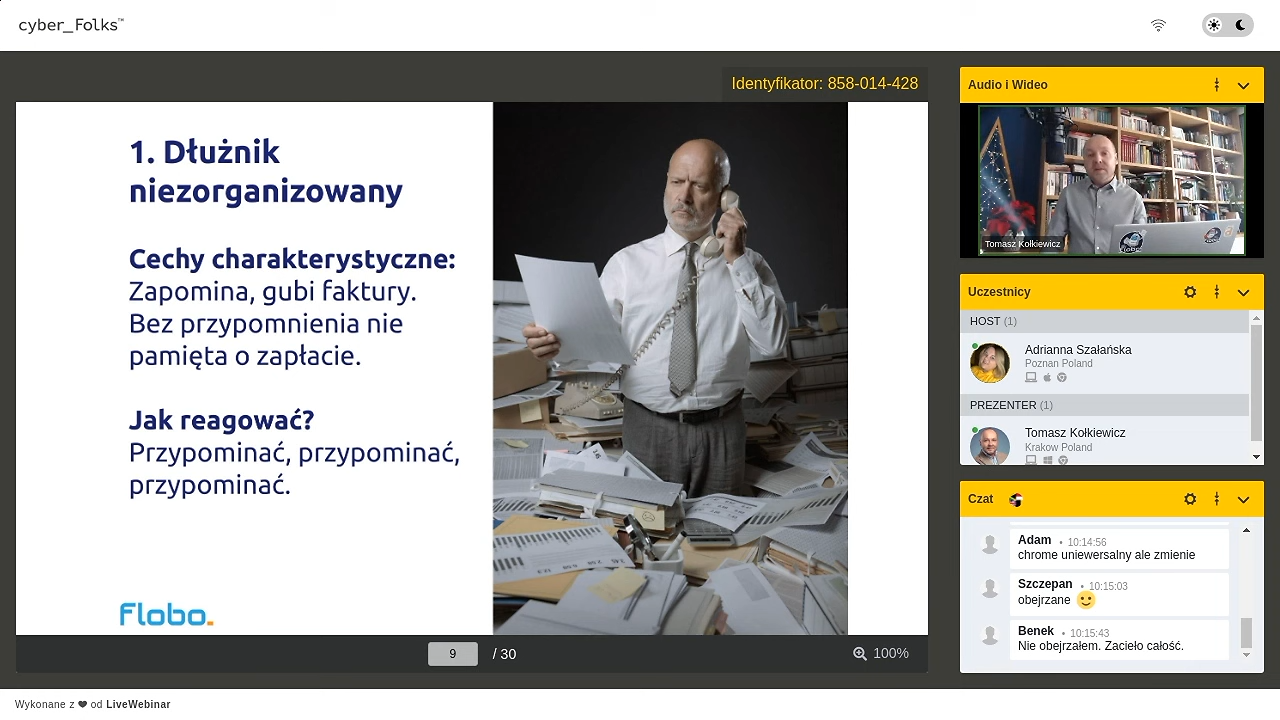 cyber_Folks™
Identyfikator: 858-014-428
1. Dłużnik
niezorganizowany
Cechy charakterystyczne:
Zapomina, gubi faktury.
Bez przypomnienia nie
pamięta o zapłacie.
Jak reagować?
Przypominać, przypominać,
przypominać.
Flobo.
9 / 30
100%
Audio i Wideo
Flobo
Tomasz Kołkiewicz
Uczestnicy
HOST (1)
Adrianna Szałańska
Poznan Poland
PREZENTER (1)
Tomasz Kołkiewicz
Krakow Poland
Czat
Adam • 10:14:56
chrome uniewersalny ale zmienie
Szczepan • 10:15:03
obejrzane
Benek • 10:15:43
Nie obejrzałem. Zacieło całość.
Wykonane z ❤ od LiveWebinar